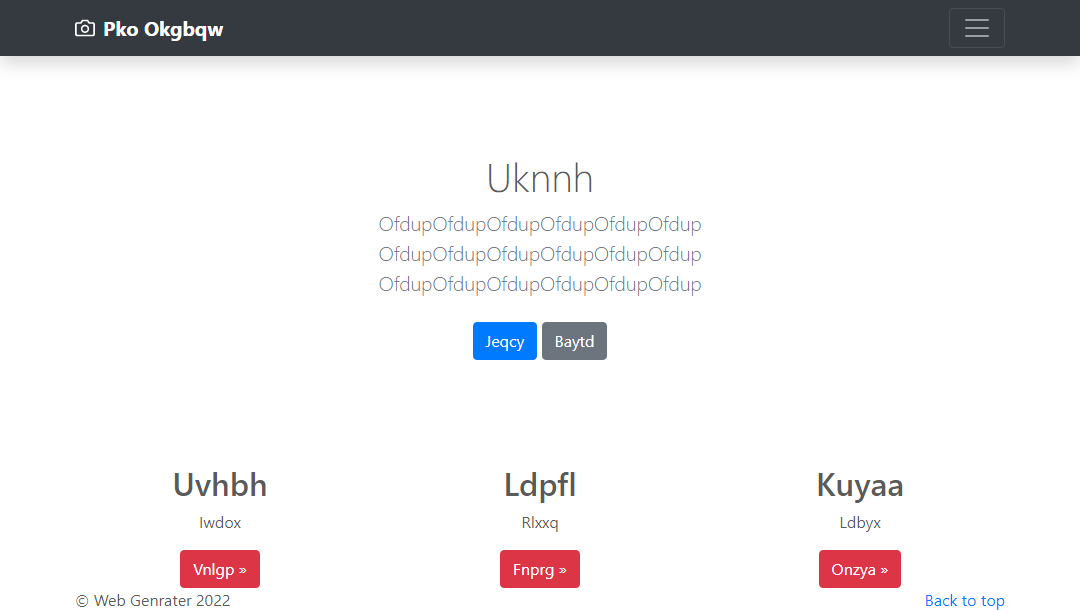 Pko Okgbqw
Uknnh
OfdupOfdupOfdupOfdupOfdupOfdup
OfdupOfdupOfdupOfdupOfdupOfdup
OfdupOfdupOfdupOfdupOfdupOfdup
Jeqcy Baytd
Uvhbh Ldpfl Kuyaa
Iwdox Rlxxq Ldbyx
Vnlgp » Fnprg » Onzya »
© Web Genrater 2022 Back to top